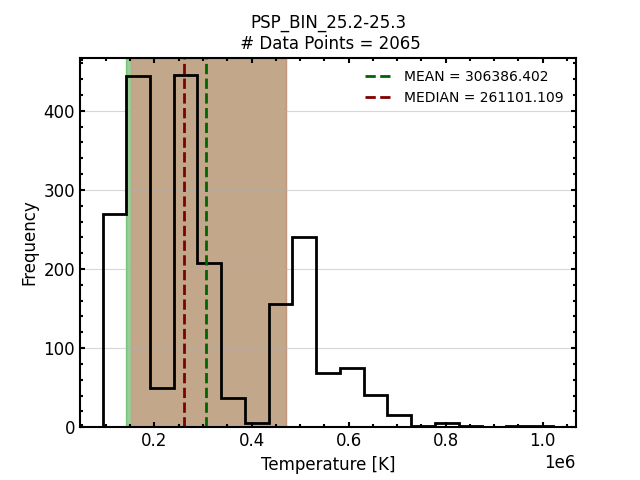 PSP_BIN_25.2-25.3
# Data Points = 2065
MEAN = 306386.402
MEDIAN = 261101.109
Frequency
400
300
200
100
0
0.2 0.4 0.6 0.8 1.0
1e6
Temperature [K]